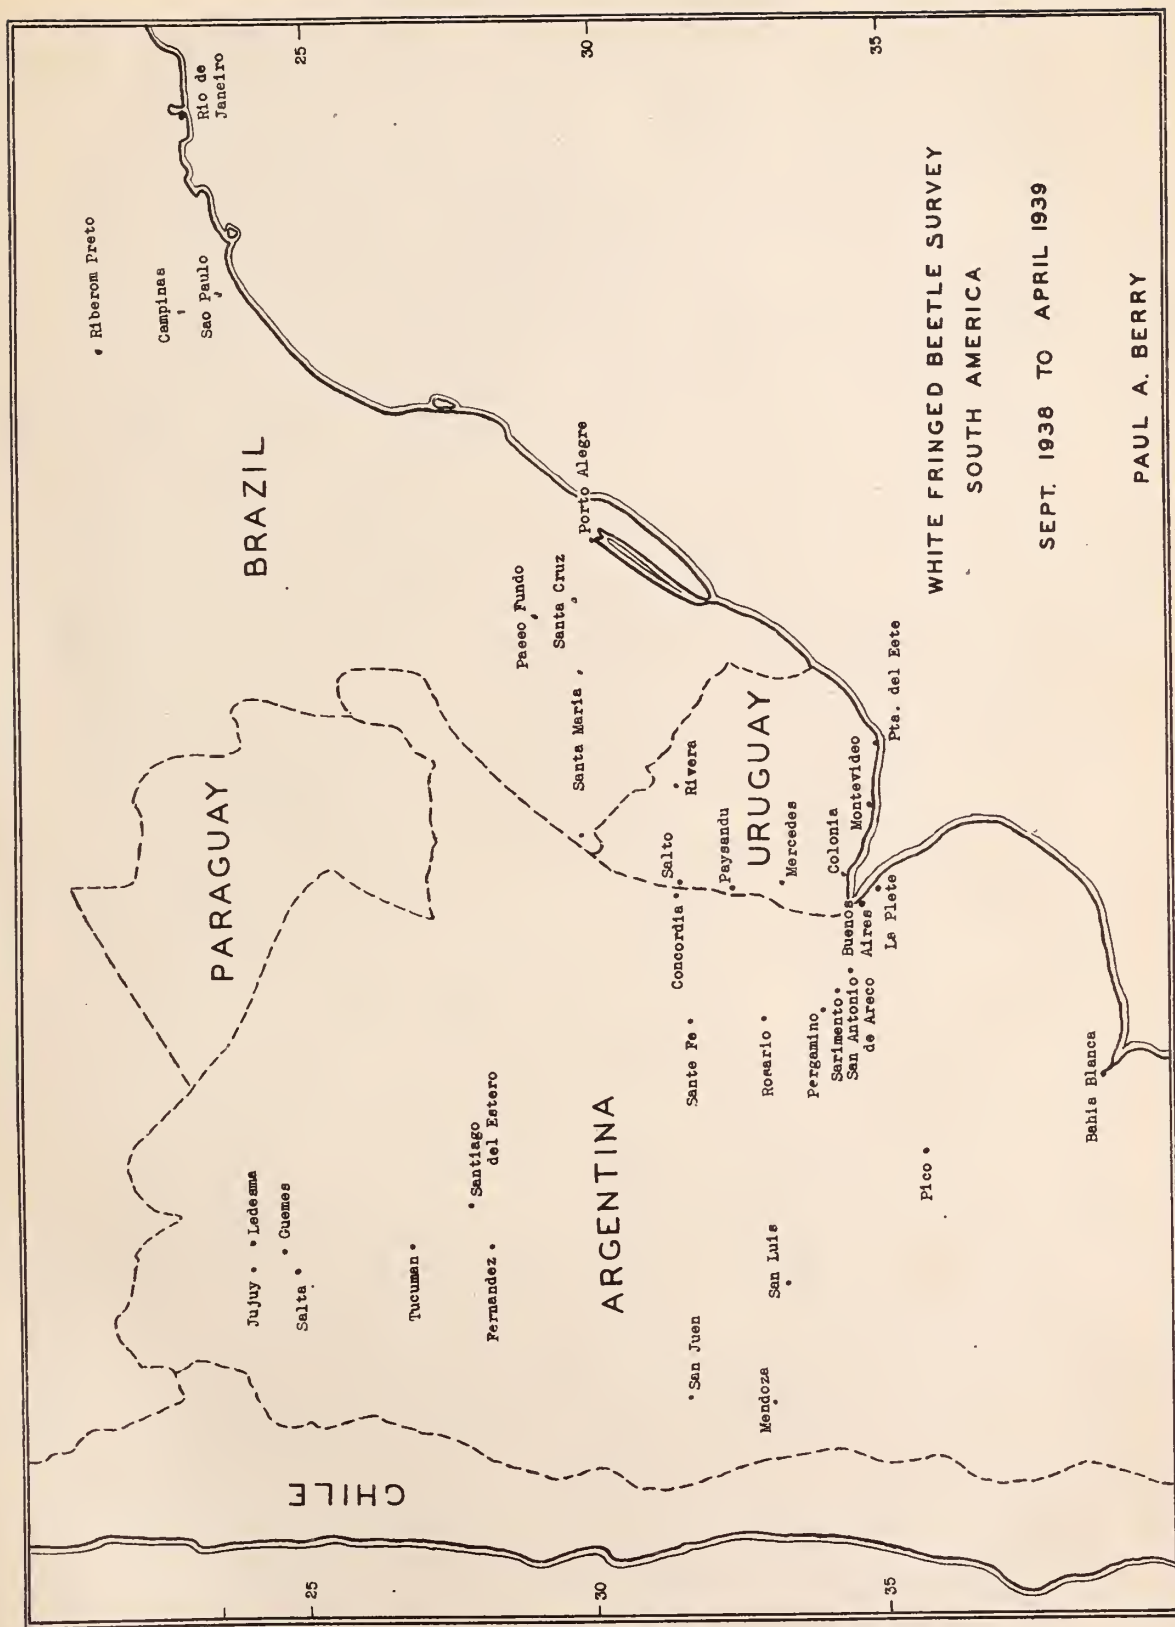 BRAZIL
PARAGUAY
URUGUAY
ARGENTINA
CHILE
Riberom Preto
Campinas
Sao Paulo
Rio de
Janeiro
Porto Alegre
Passo Fundo
Santa Cruz
Santa Maria
Rivera
Salto
Concordia
Paysandu
Mercedes
Colonia
Montevideo
Pta. del Este
Buenos
Aires
La Plete
Sante Fe
Rosario
Pergamino
Sarimento
San Antonio
de Areco
Bahia Blanca
Pico
Jujuy
Ledesma
Salta
Guemes
Tucuman
Santiago
del Estero
Fernandez
San Juen
Mendoza
San Luis
25
30
35
25
30
35
WHITE FRINGED BEETLE SURVEY
SOUTH AMERICA
SEPT. 1938 TO APRIL 1939
PAUL A. BERRY